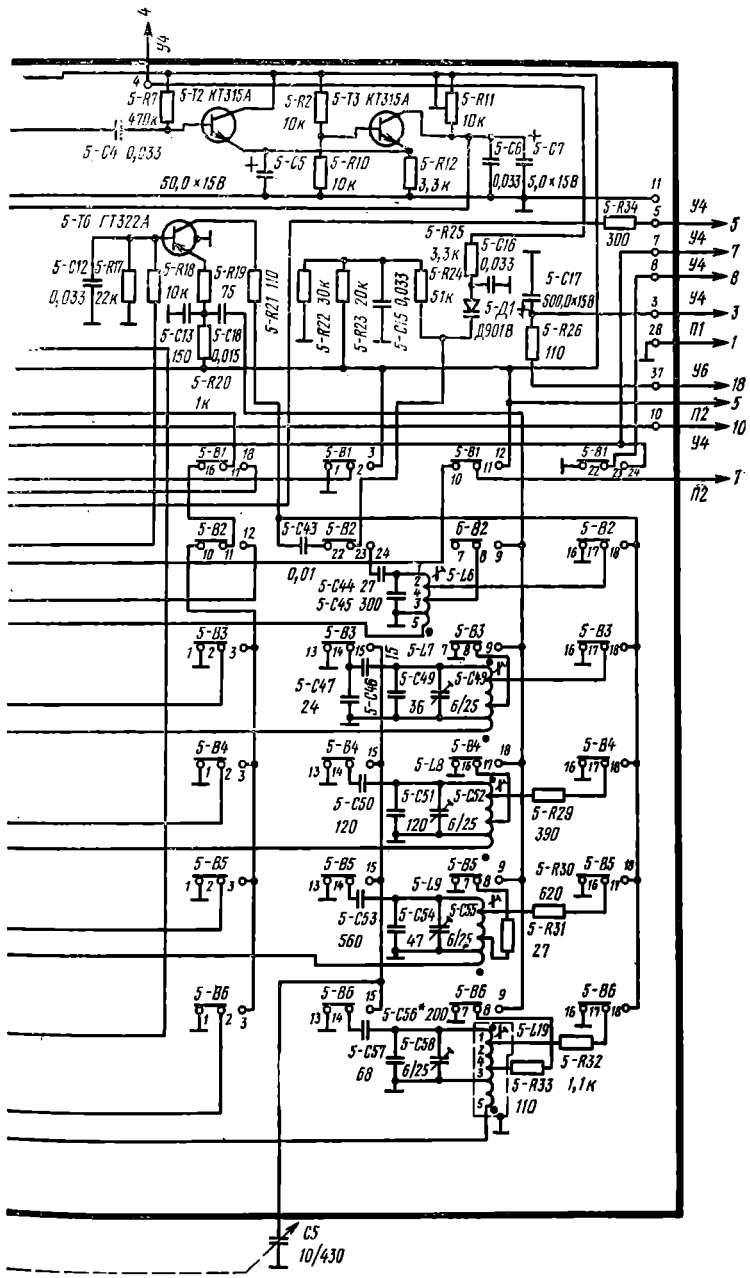 4
У4
4
5-R7
470к
5-T2 КТ315А
5-R2
10к
5-T3 КТ315А
5-R11
10к
5-C4 0,033
5-C5
50,0×15В
5-R10
10к
5-R12
3,3к
5-C6
0,033
5-C7
5,0×15В
11
5-R34
300
5
У4
5
7
У4
7
8
У4
8
5-T6 ГТ322А
5-C12
0,033
5-R17
22к
5-R18
10к
5-R19
75
5-R21 110
5-C13
150
5-C18
0,015
5-R20
1к
5-R22 30к
5-R23 20к
5-C15 0,033
5-R24
51к
5-R25
3,3к
5-C16
0,033
5-Д1
Д901В
5-C17
500,0×15В
5-R26
110
3
У4
3
28
П1
1
37
У6
18
5
10
П2
10
У4
7
П2
5-B1
16 17 18
5-B1
1 2 3
5-B1
10 11 12
5-B1
22 23 24
5-B2
10 11 12
5-C43
0,01
5-B2
22 23 24
6-B2
7 8 9
5-B2
16 17 18
5-C44 27
5-C45 300
5-L6
2
4
3
5
5-B3
1 2 3
5-B3
13 14 15
5-L7
5-B3
7 8 9
5-B3
16 17 18
5-C47
24
5-C46
15
5-C49
36
5-C49
6/25
5-B4
1 2 3
5-B4
13 14 15
5-L8
5-B4
16 17 18
5-B4
16 17 18
5-C50
120
5-C51
120
5-C52
6/25
5-R29
390
5-B5
1 2 3
5-B5
13 14 15
5-L9
5-B5
7 8 9
5-R30
620
5-B5
16 17 18
5-C53
560
5-C54
47
5-C55
6/25
5-R31
27
5-B6
1 2 3
5-B6
13 14 15
5-C56* 200
5-B6
7 8 9
5-B6
16 17 18
5-C57
68
5-C58
6/25
5-L19
1
2
4
3
5
5-R32
1,1к
5-R33
110
C5
10/430